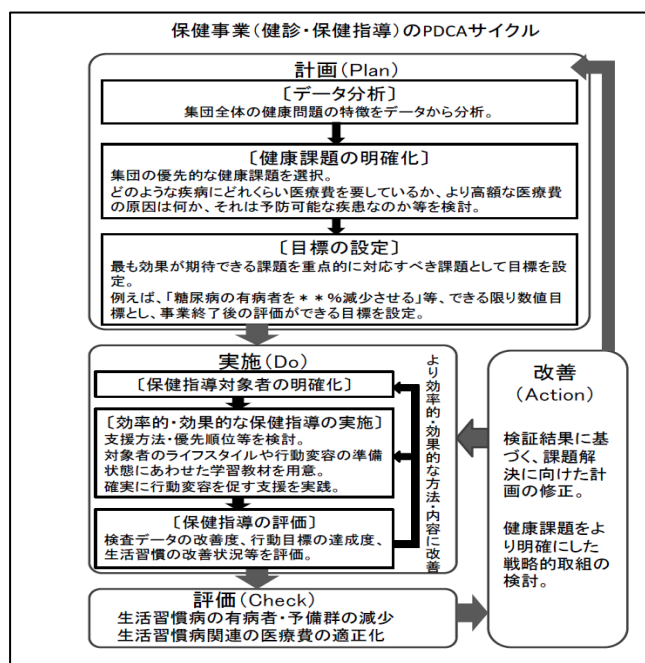 保健事業(健診・保健指導)のPDCAサイクル
計画(Plan)
〔データ分析〕
集団全体の健康問題の特徴をデータから分析。
〔健康課題の明確化〕
集団の優先的な健康課題を選択。
どのような疾病にどれくらい医療費を要しているか、より高額な医療費
の原因は何か、それは予防可能な疾患なのか等を検討。
〔目標の設定〕
最も効果が期待できる課題を重点的に対応すべき課題として目標を設
定。
例えば、「糖尿病の有病者を**%減少させる」等、できる限り数値目
標とし、事業終了後の評価ができる目標を設定。
実施(Do)
〔保健指導対象者の明確化〕
〔効率的・効果的な保健指導の実施〕
支援方法・優先順位等を検討。
対象者のライフスタイルや行動変容の準備
状態にあわせた学習教材を用意。
確実に行動変容を促す支援を実践。
〔保健指導の評価〕
検査データの改善度、行動目標の達成度、
生活習慣の改善状況等を評価。
より効率的・効果的な方法・内容に改善
評価(Check)
生活習慣病の有病者・予備群の減少
生活習慣病関連の医療費の適正化
改善
(Action)
検証結果に基
づく、課題解
決に向けた計
画の修正。
健康課題をよ
り明確にした
戦略的取組の
検討。